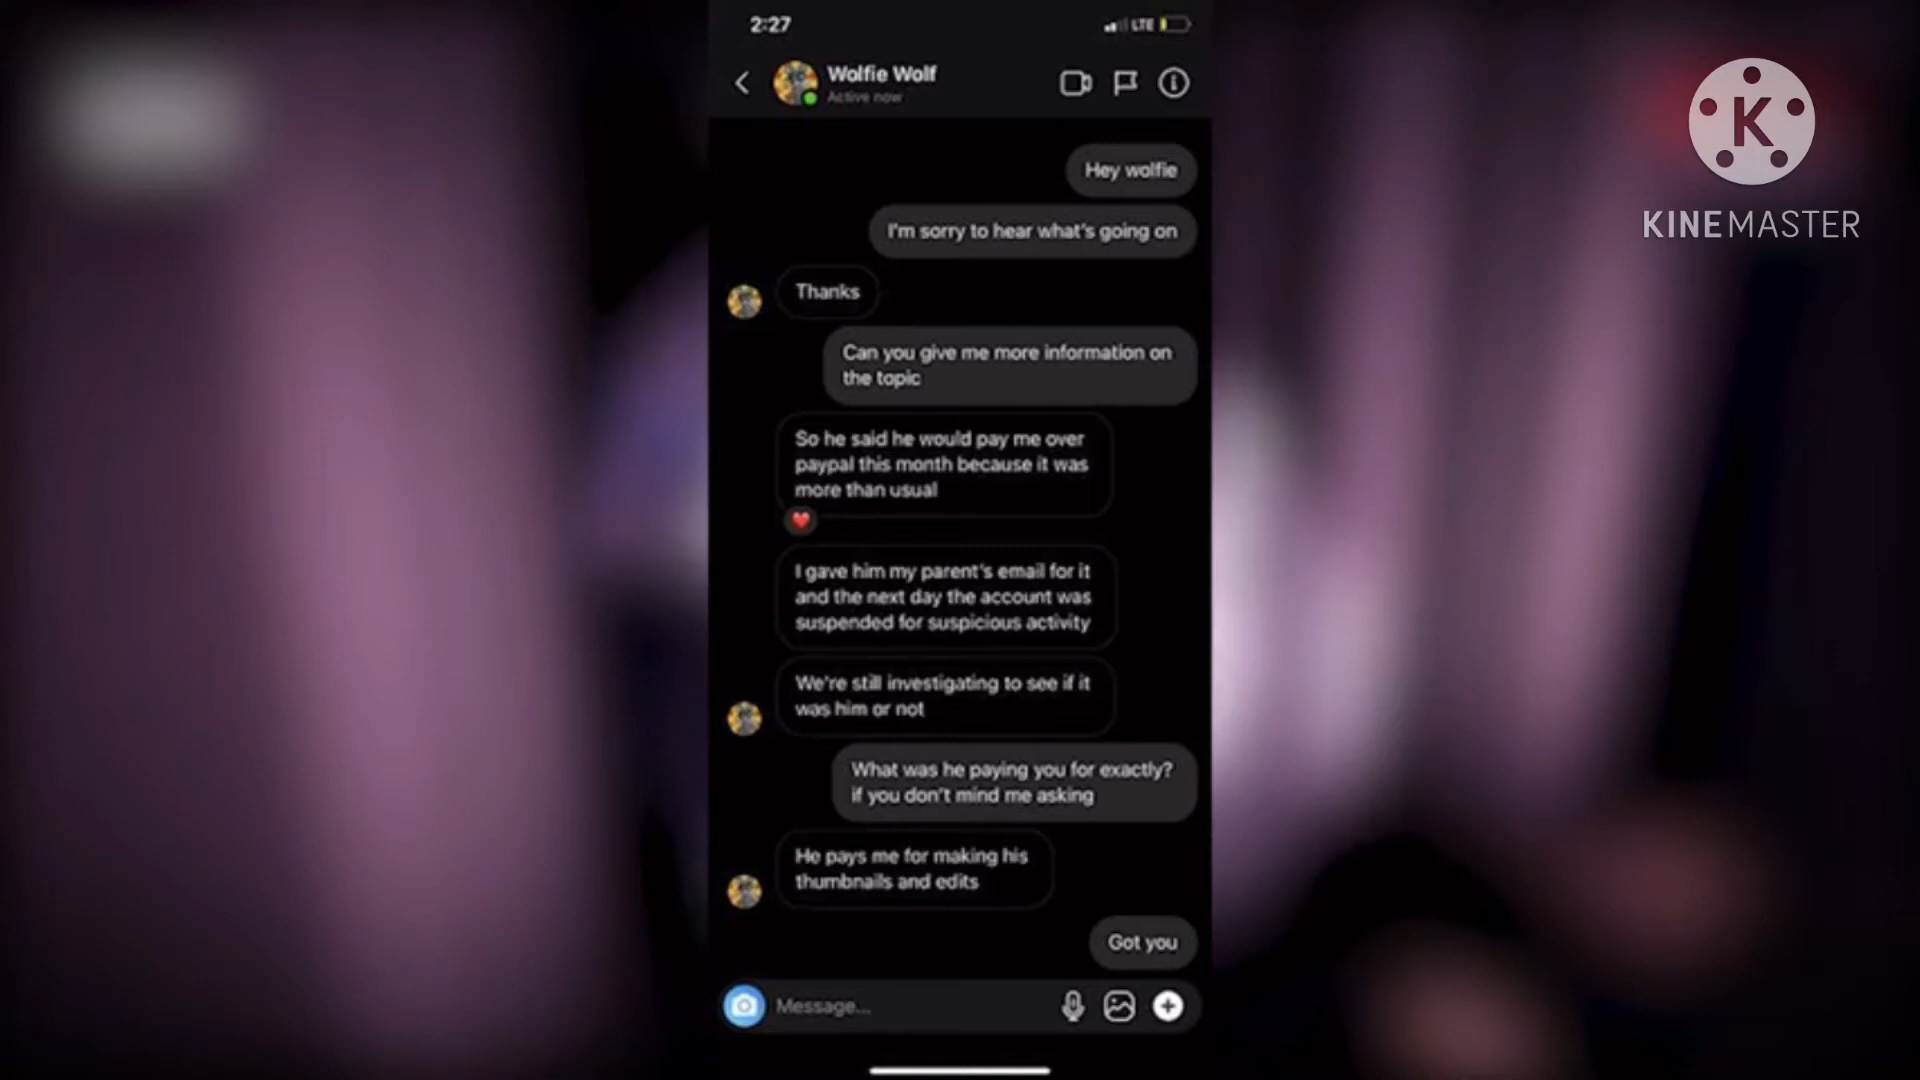 2:27
LTE
Wolfie Wolf
Active now
K
KINEMASTER
Hey wolfie
I'm sorry to hear what's going on
Thanks
Can you give me more information on
the topic
So he said he would pay me over
paypal this month because it was
more than usual
I gave him my parent's email for it
and the next day the account was
suspended for suspicious activity
We're still investigating to see if it
was him or not
What was he paying you for exactly?
if you don't mind me asking
He pays me for making his
thumbnails and edits
Got you
Message...